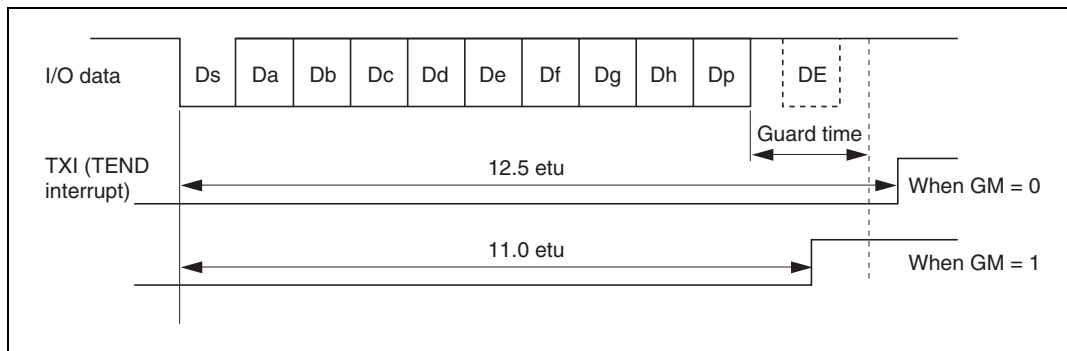 I/O data
Ds Da Db Dc Dd De Df Dg Dh Dp DE
Guard time
TXI (TEND
interrupt)
12.5 etu
When GM = 0
11.0 etu
When GM = 1